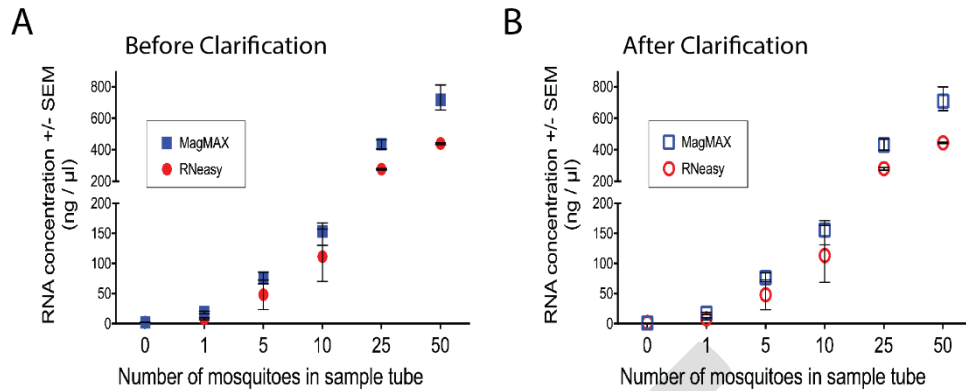 A
Before Clarification
RNA concentration +/- SEM
(ng / µl)
800
600
400
200
200
150
100
50
0
MagMAX
RNeasy
0 1 5 10 25 50
Number of mosquitoes in sample tube
B
After Clarification
RNA concentration +/- SEM
(ng / µl)
800
600
400
200
200
150
100
50
0
MagMAX
RNeasy
0 1 5 10 25 50
Number of mosquitoes in sample tube